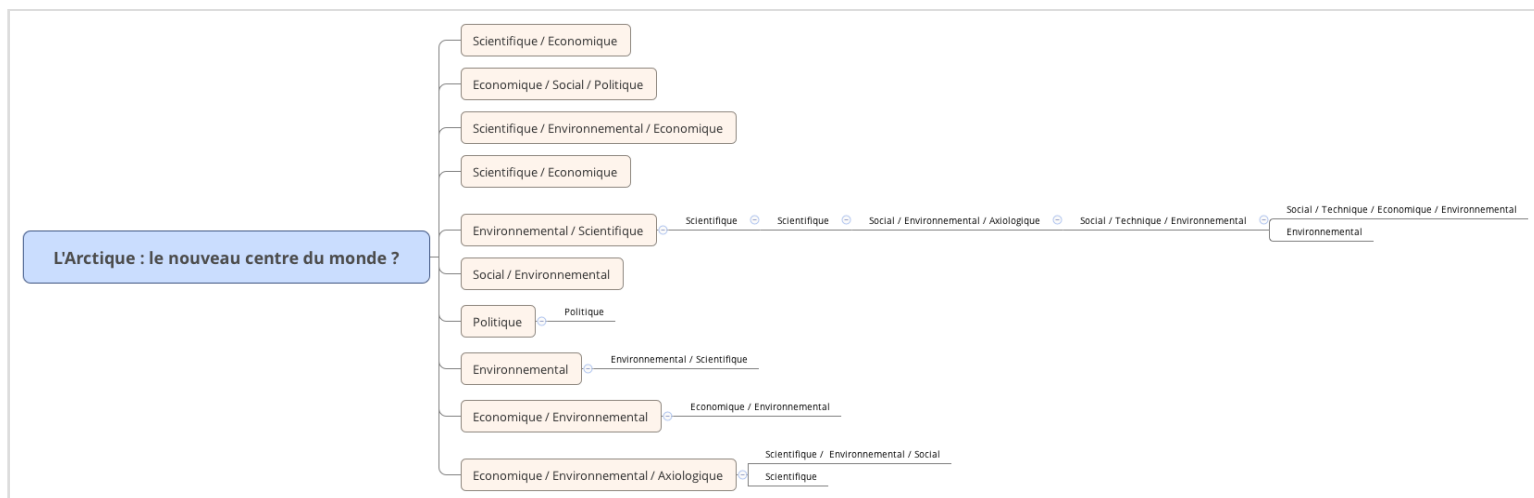 Scientifique / Economique
Economique / Social / Politique
Scientifique / Environnemental / Economique
Scientifique / Economique
L'Arctique : le nouveau centre du monde ?
Environnemental / Scientifique
Scientifique
Scientifique
Social / Environnemental / Axiologique
Social / Technique / Environnemental
Social / Technique / Economique / Environnemental
Environnemental
Social / Environnemental
Politique
Politique
Environnemental
Environnemental / Scientifique
Economique / Environnemental
Economique / Environnemental
Economique / Environnemental / Axiologique
Scientifique /  Environnemental / Social
Scientifique